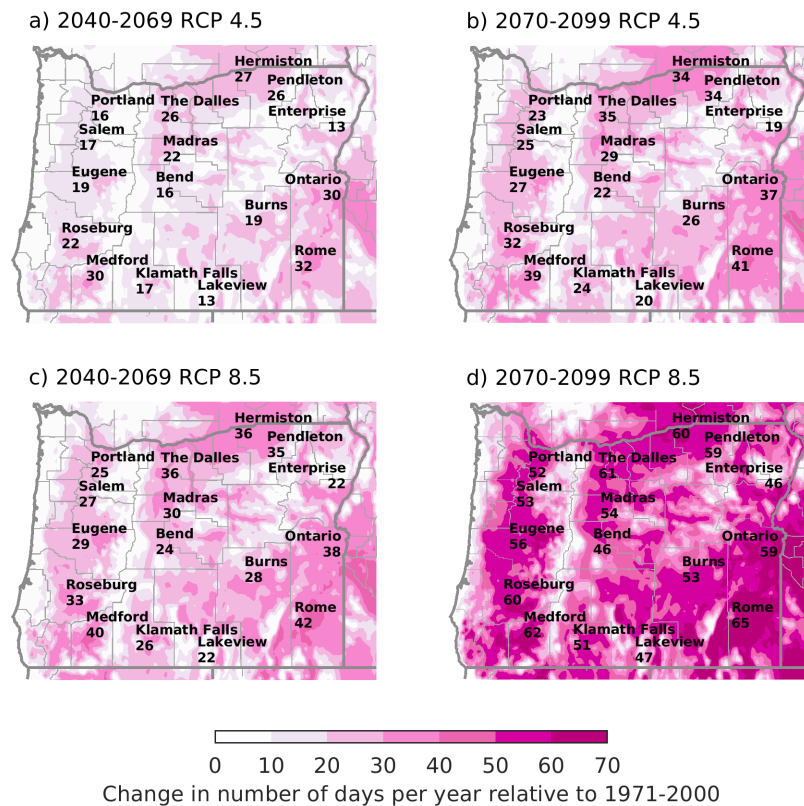 a) 2040-2069 RCP 4.5
Hermiston
27
Pendleton
26
Portland
16
The Dalles
26
Enterprise
13
Salem
17
Madras
22
Eugene
19
Bend
16
Ontario
30
Burns
19
Roseburg
22
Rome
32
Medford
30
Klamath Falls
17
Lakeview
13
b) 2070-2099 RCP 4.5
Hermiston
34
Pendleton
34
Portland
23
The Dalles
35
Enterprise
19
Salem
25
Madras
29
Eugene
27
Bend
22
Ontario
37
Burns
26
Roseburg
32
Rome
41
Medford
39
Klamath Falls
24
Lakeview
20
c) 2040-2069 RCP 8.5
Hermiston
36
Pendleton
35
Portland
25
The Dalles
36
Enterprise
22
Salem
27
Madras
30
Eugene
29
Bend
24
Ontario
38
Burns
28
Roseburg
33
Rome
42
Medford
40
Klamath Falls
26
Lakeview
22
d) 2070-2099 RCP 8.5
Hermiston
60
Pendleton
59
Portland
52
The Dalles
61
Enterprise
46
Salem
53
Madras
54
Eugene
56
Bend
46
Ontario
59
Burns
53
Roseburg
60
Rome
65
Medford
62
Klamath Falls
51
Lakeview
47
0 10 20 30 40 50 60 70
Change in number of days per year relative to 1971-2000